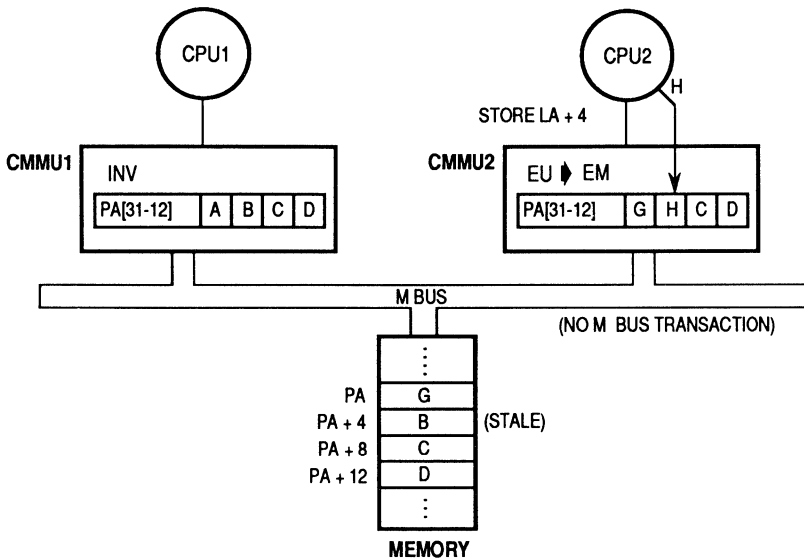 CPU1
CPU2
H
STORE LA + 4
CMMU1
INV
PA[31-12] A B C D
CMMU2
EU EM
PA[31-12] G H C D
M BUS
(NO M BUS TRANSACTION)
PA G
PA + 4 B (STALE)
PA + 8 C
PA + 12 D
MEMORY